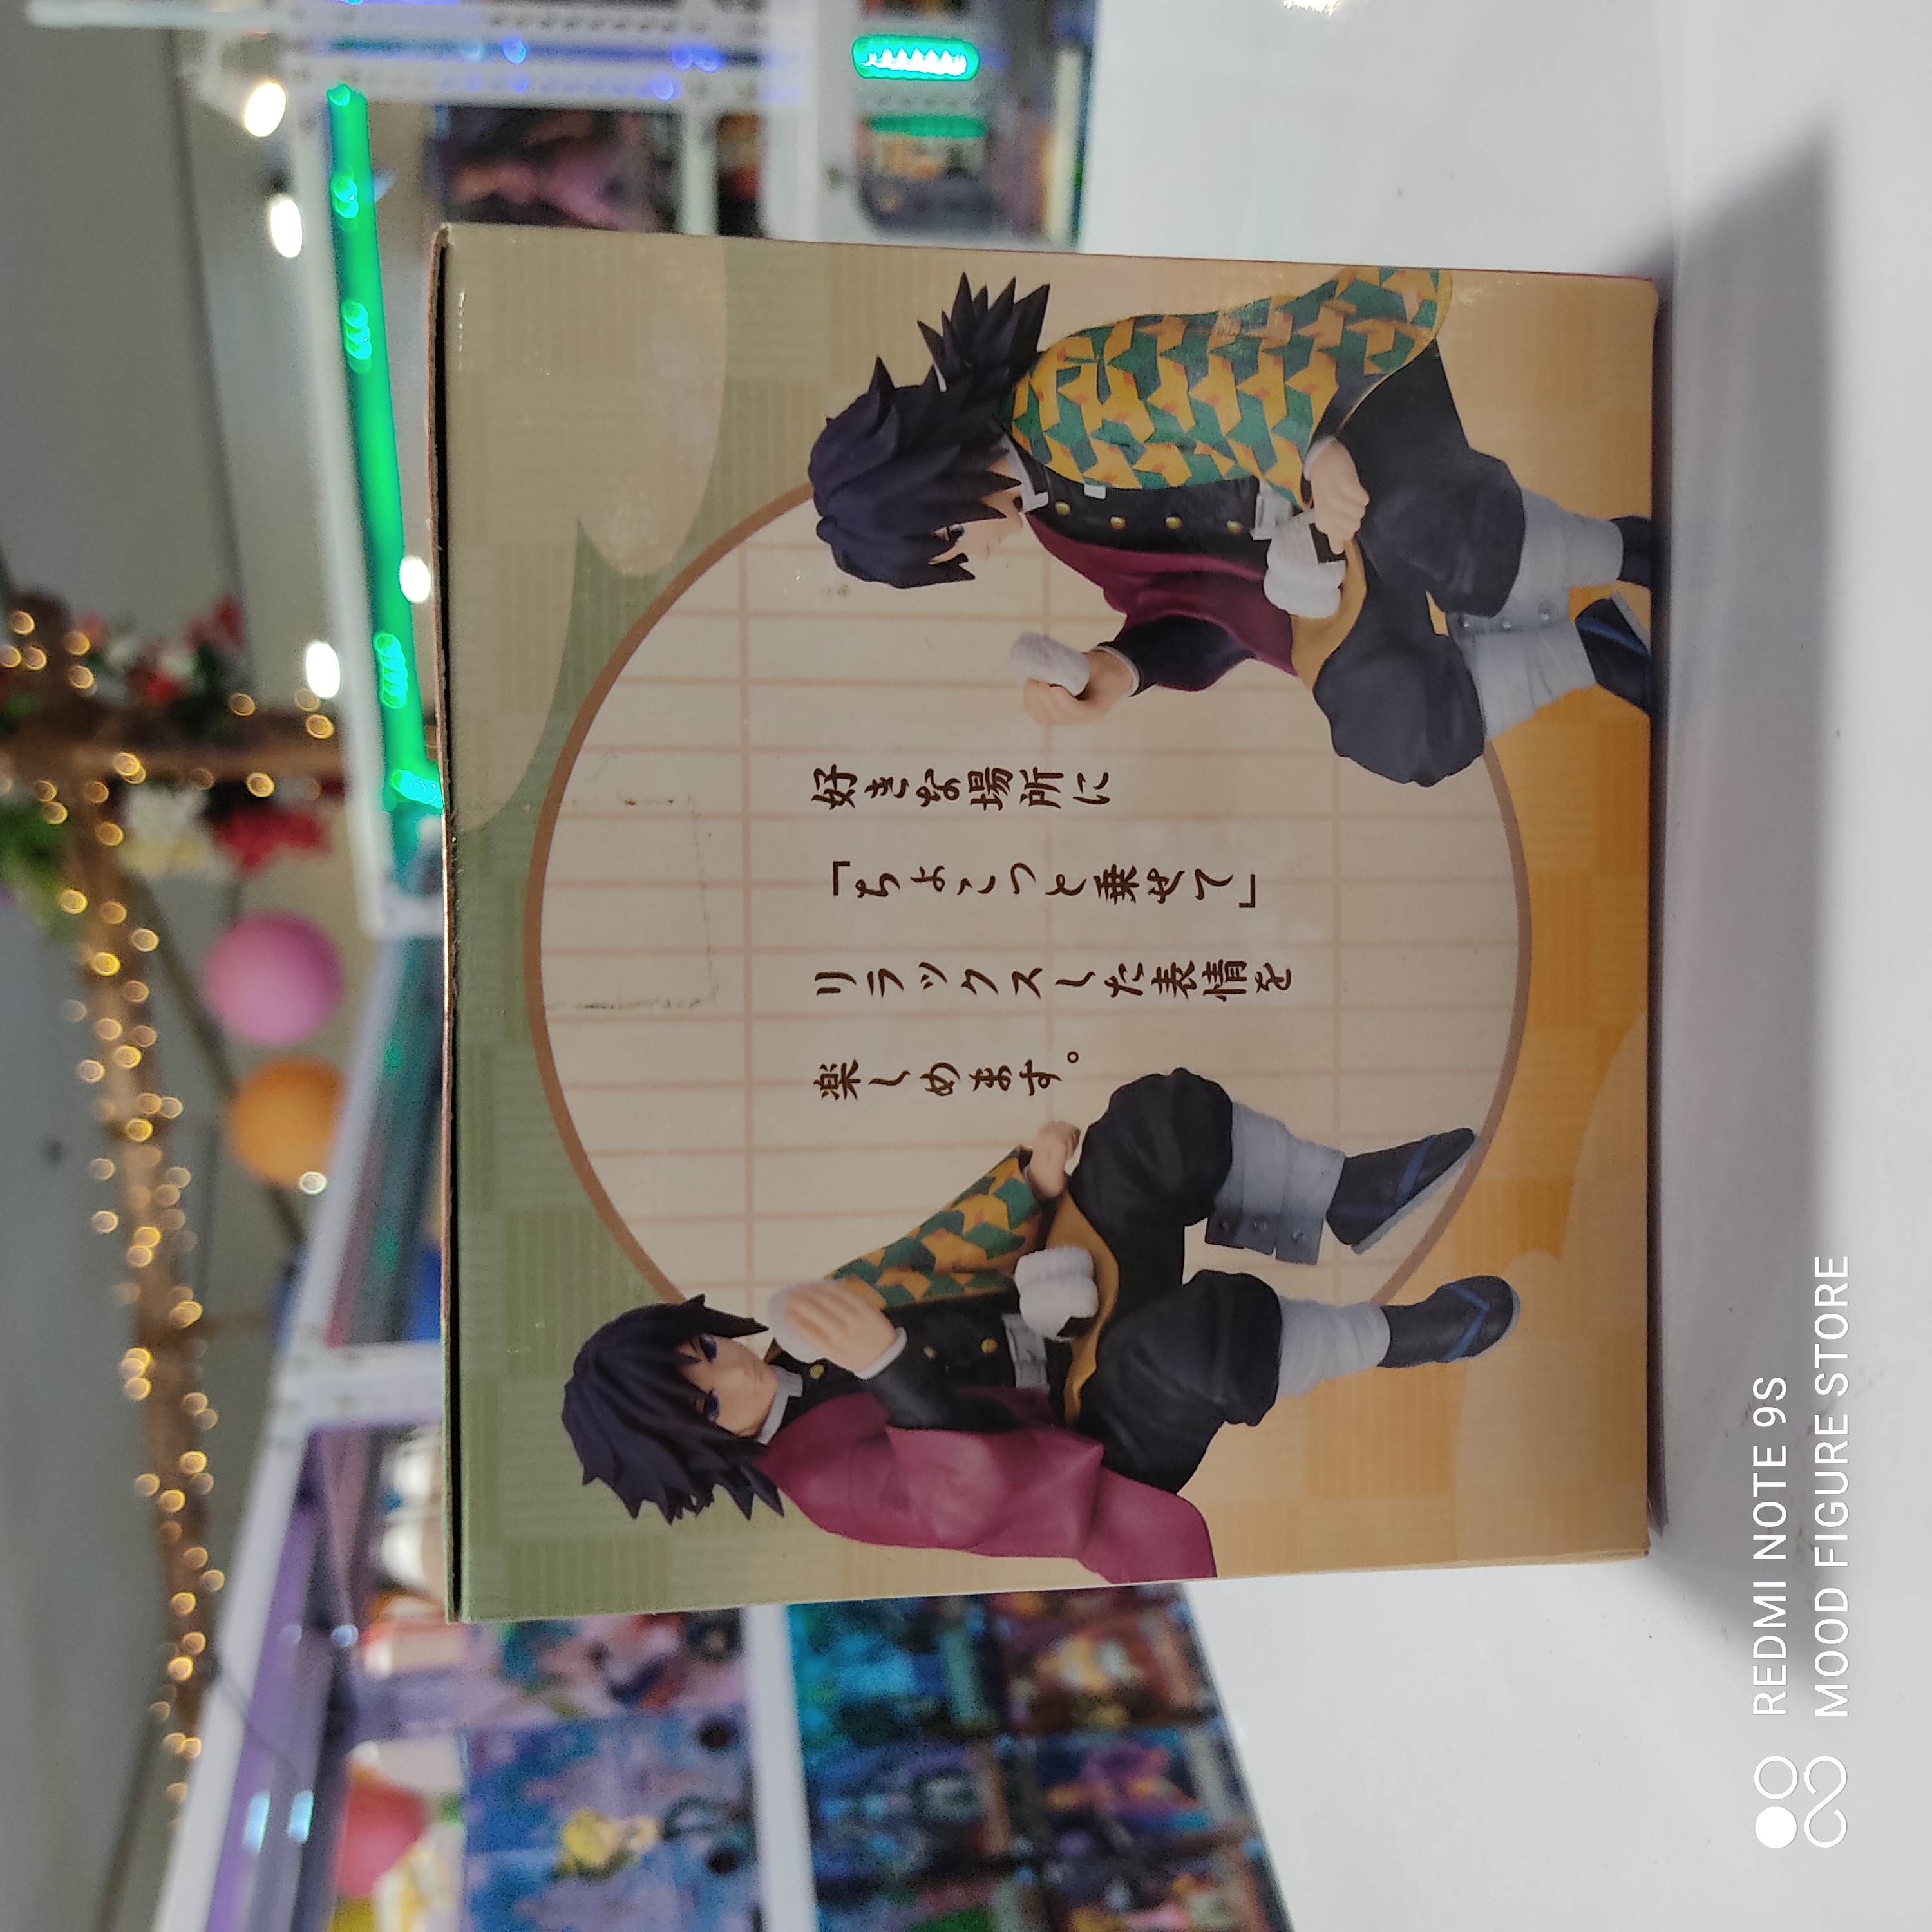 好きな場所に
「ちょこっと乗せて」
リラックスした表情を
楽しめます。
REDMI NOTE 9S
MOOD FIGURE STORE